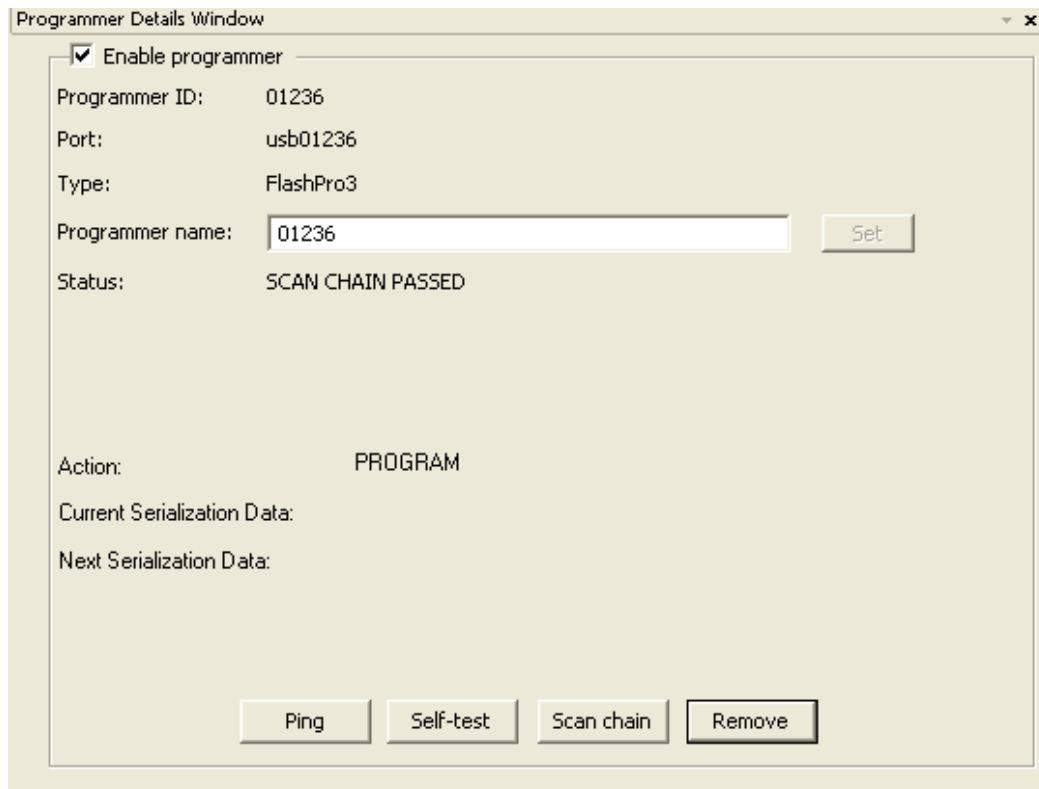 Programmer Details Window
Enable programmer
Programmer ID: 01236
Port: usb01236
Type: FlashPro3
Programmer name: 01236 Set
Status: SCAN CHAIN PASSED
Action: PROGRAM
Current Serialization Data:
Next Serialization Data:
Ping Self-test Scan chain Remove